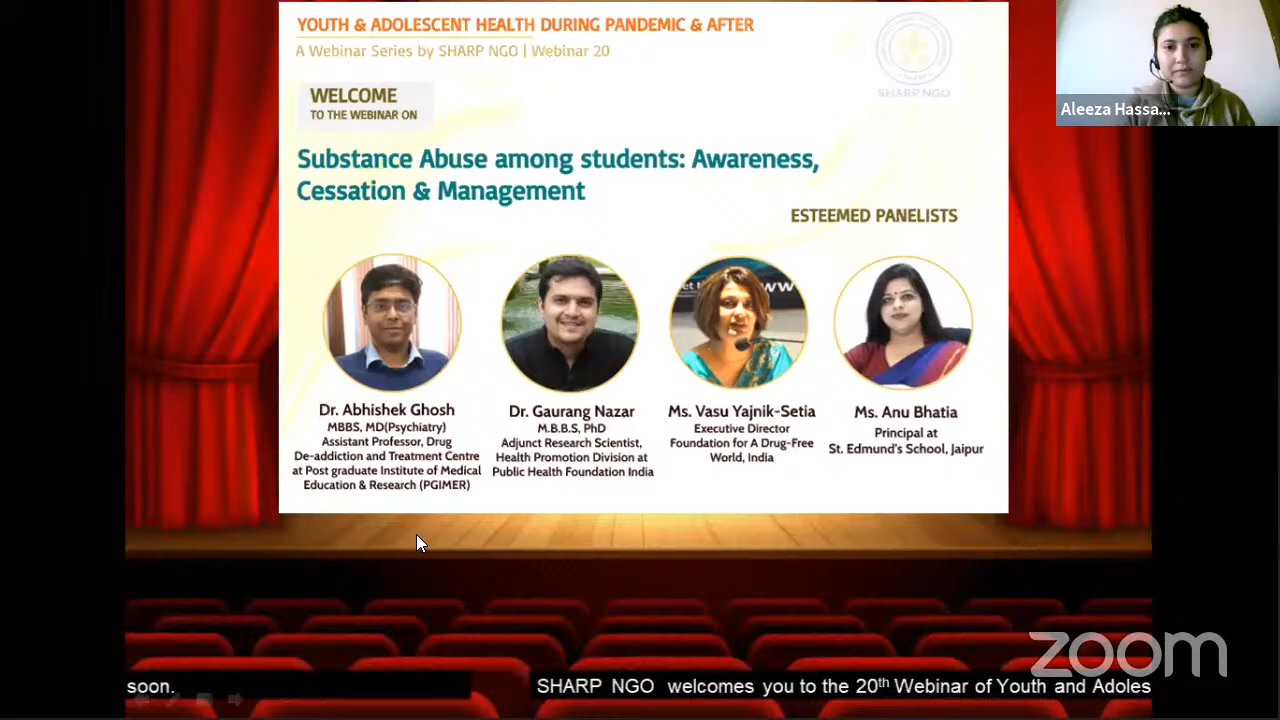 YOUTH & ADOLESCENT HEALTH DURING PANDEMIC & AFTER
A Webinar Series by SHARP NGO | Webinar 20
SHARP NGO
Aleeza Hassa...
WELCOME
TO THE WEBINAR ON
Substance Abuse among students: Awareness,
Cessation & Management
ESTEEMED PANELISTS
Dr. Abhishek Ghosh
MBBS, MD(Psychiatry)
Assistant Professor, Drug
De-addiction and Treatment Centre
at Post graduate Institute of Medical
Education & Research (PGIMER)
Dr. Gaurang Nazar
M.B.B.S, PhD
Adjunct Research Scientist,
Health Promotion Division at
Public Health Foundation India
Ms. Vasu Yajnik-Setia
Executive Director
Foundation for A Drug-Free
World, India
Ms. Anu Bhatia
Principal at
St. Edmund's School, Jaipur
zoom
soon. SHARP NGO welcomes you to the 20th Webinar of Youth and Adoles